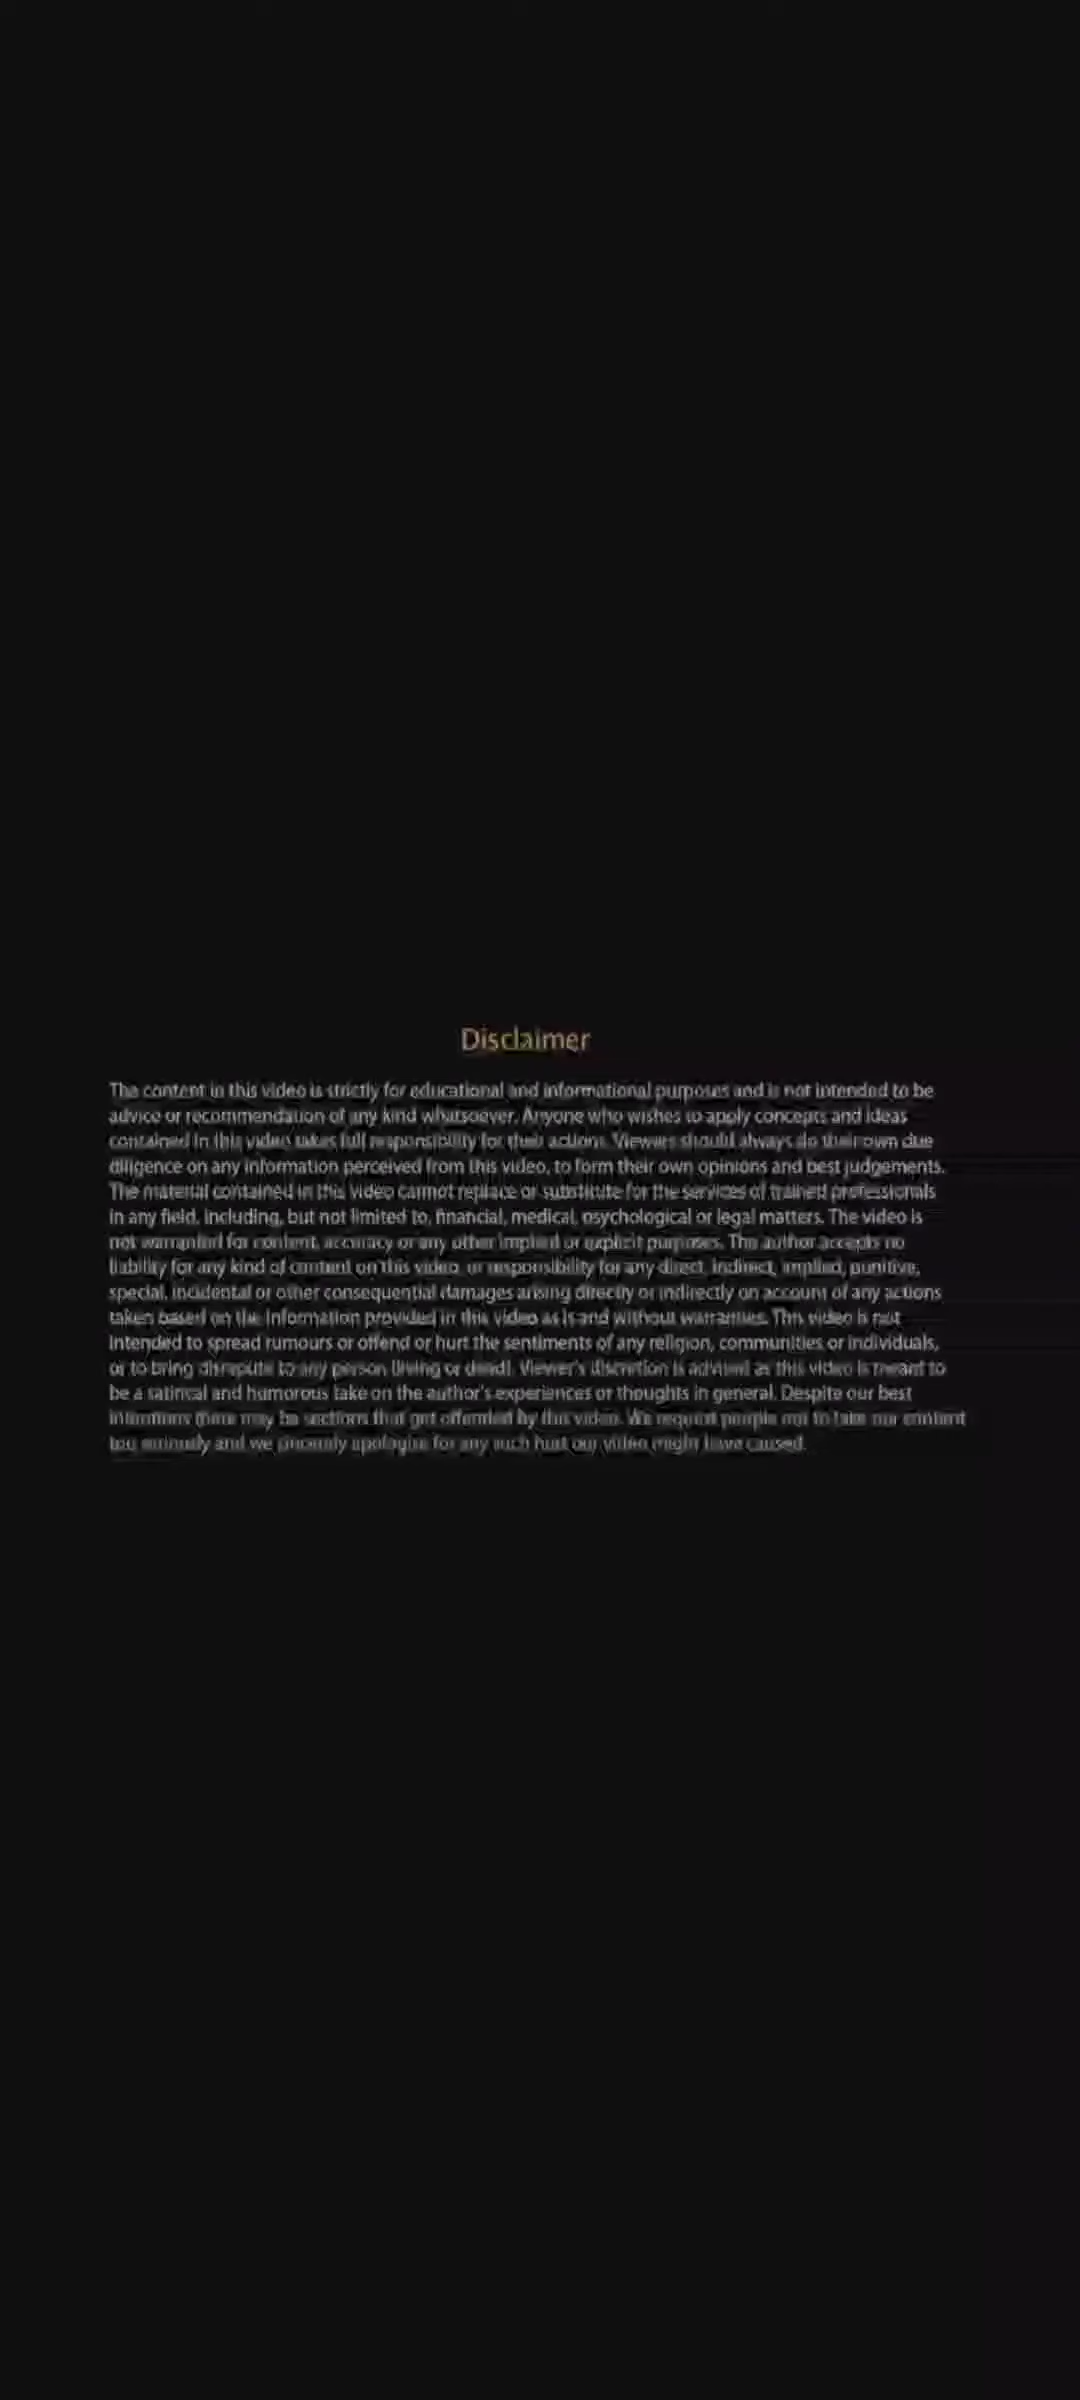 Disclaimer
The content in this video is strictly for educational and informational purposes and is not intended to be
advice or recommendation of any kind whatsoever. Anyone who wishes to apply concepts and ideas
contained in this video takes full responsibility for their actions. Viewers should always do their own due
diligence on any information perceived from this video, to form their own opinions and best judgements.
The material contained in this video cannot replace or substitute for the services of trained professionals
in any field, including, but not limited to, financial, medical, psychological or legal matters. The video is
not warranted for content, accuracy or any other implied or explicit purposes. The author accepts no
liability for any kind of content on this video, or responsibility for any direct, indirect, implied, punitive,
special, incidental or other consequential damages arising directly or indirectly on account of any actions
taken based on the information provided in this video as is and without warranties. This video is not
intended to spread rumours or offend or hurt the sentiments of any religion, communities or individuals,
or to bring disrepute to any person (living or dead). Viewer's discretion is advised as this video is meant to
be a satirical and humorous take on the author's experiences or thoughts in general. Despite our best
intentions there may be sections that get offended by this video. We request people not to take our content
too seriously and we sincerely apologise for any such hurt our video might have caused.